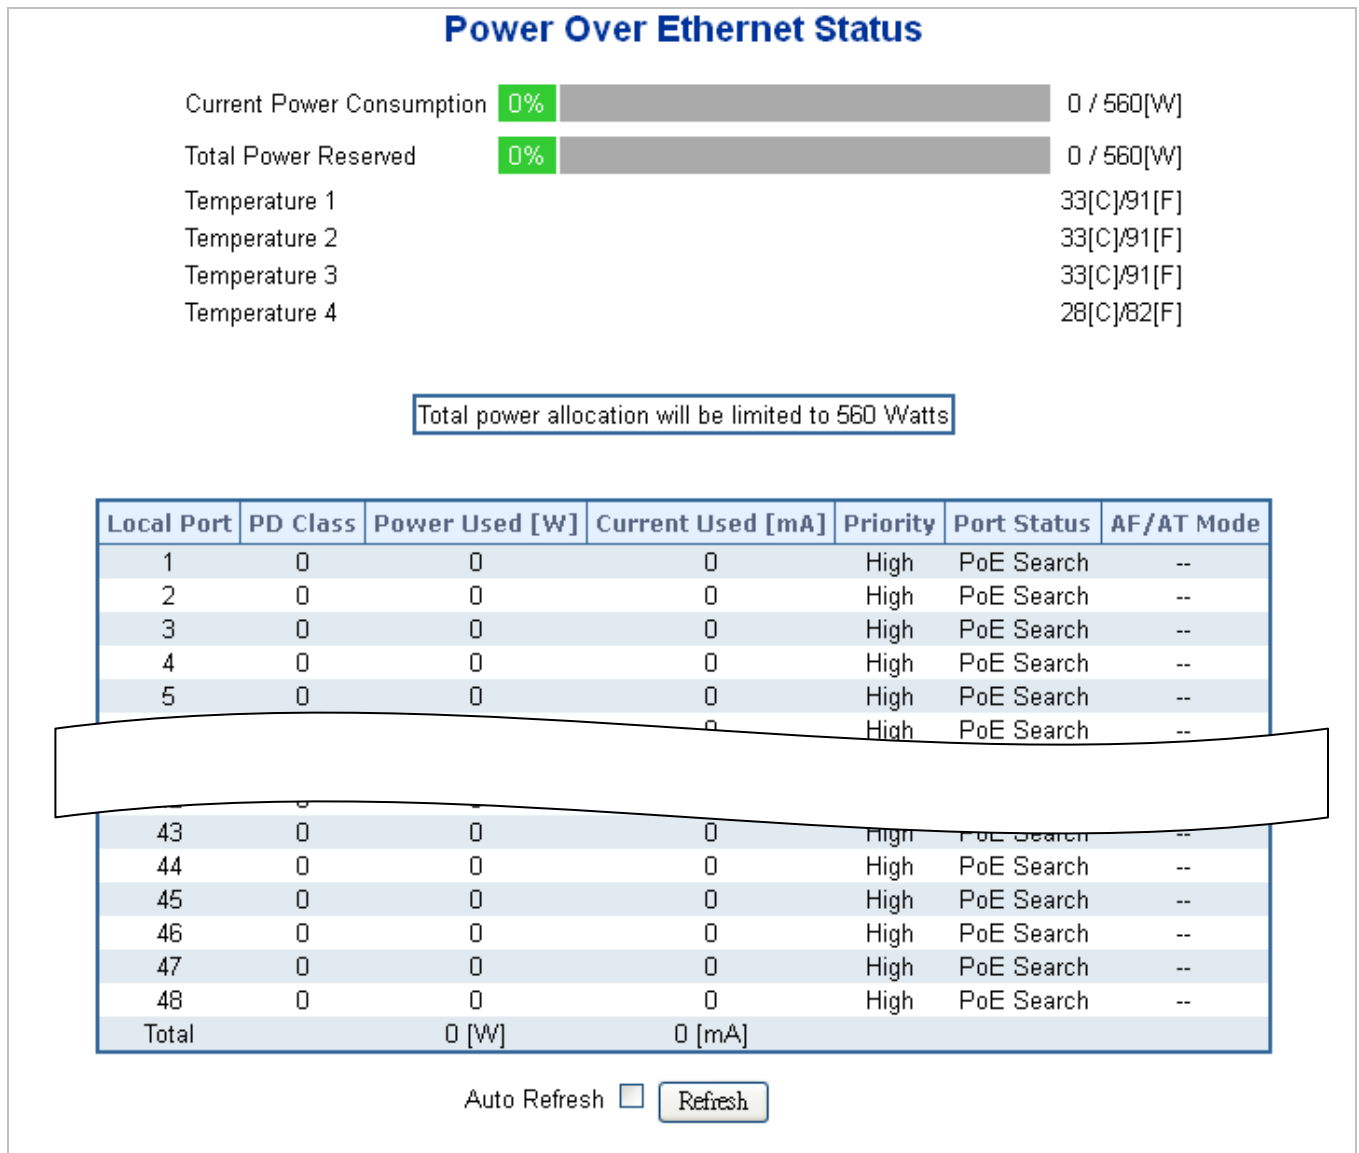 Power Over Ethernet Status
Current Power Consumption 0% 0 / 560[W]
Total Power Reserved 0% 0 / 560[W]
Temperature 1 33[C]/91[F]
Temperature 2 33[C]/91[F]
Temperature 3 33[C]/91[F]
Temperature 4 28[C]/82[F]
Total power allocation will be limited to 560 Watts
Local Port PD Class Power Used [W] Current Used [mA] Priority Port Status AF/AT Mode
1 0 0 0 High PoE Search --
2 0 0 0 High PoE Search --
3 0 0 0 High PoE Search --
4 0 0 0 High PoE Search --
5 0 0 0 High PoE Search --
0 High PoE Search --
43 0 0 0 High PoE Search --
44 0 0 0 High PoE Search --
45 0 0 0 High PoE Search --
46 0 0 0 High PoE Search --
47 0 0 0 High PoE Search --
48 0 0 0 High PoE Search --
Total 0 [W] 0 [mA]
Auto Refresh Refresh